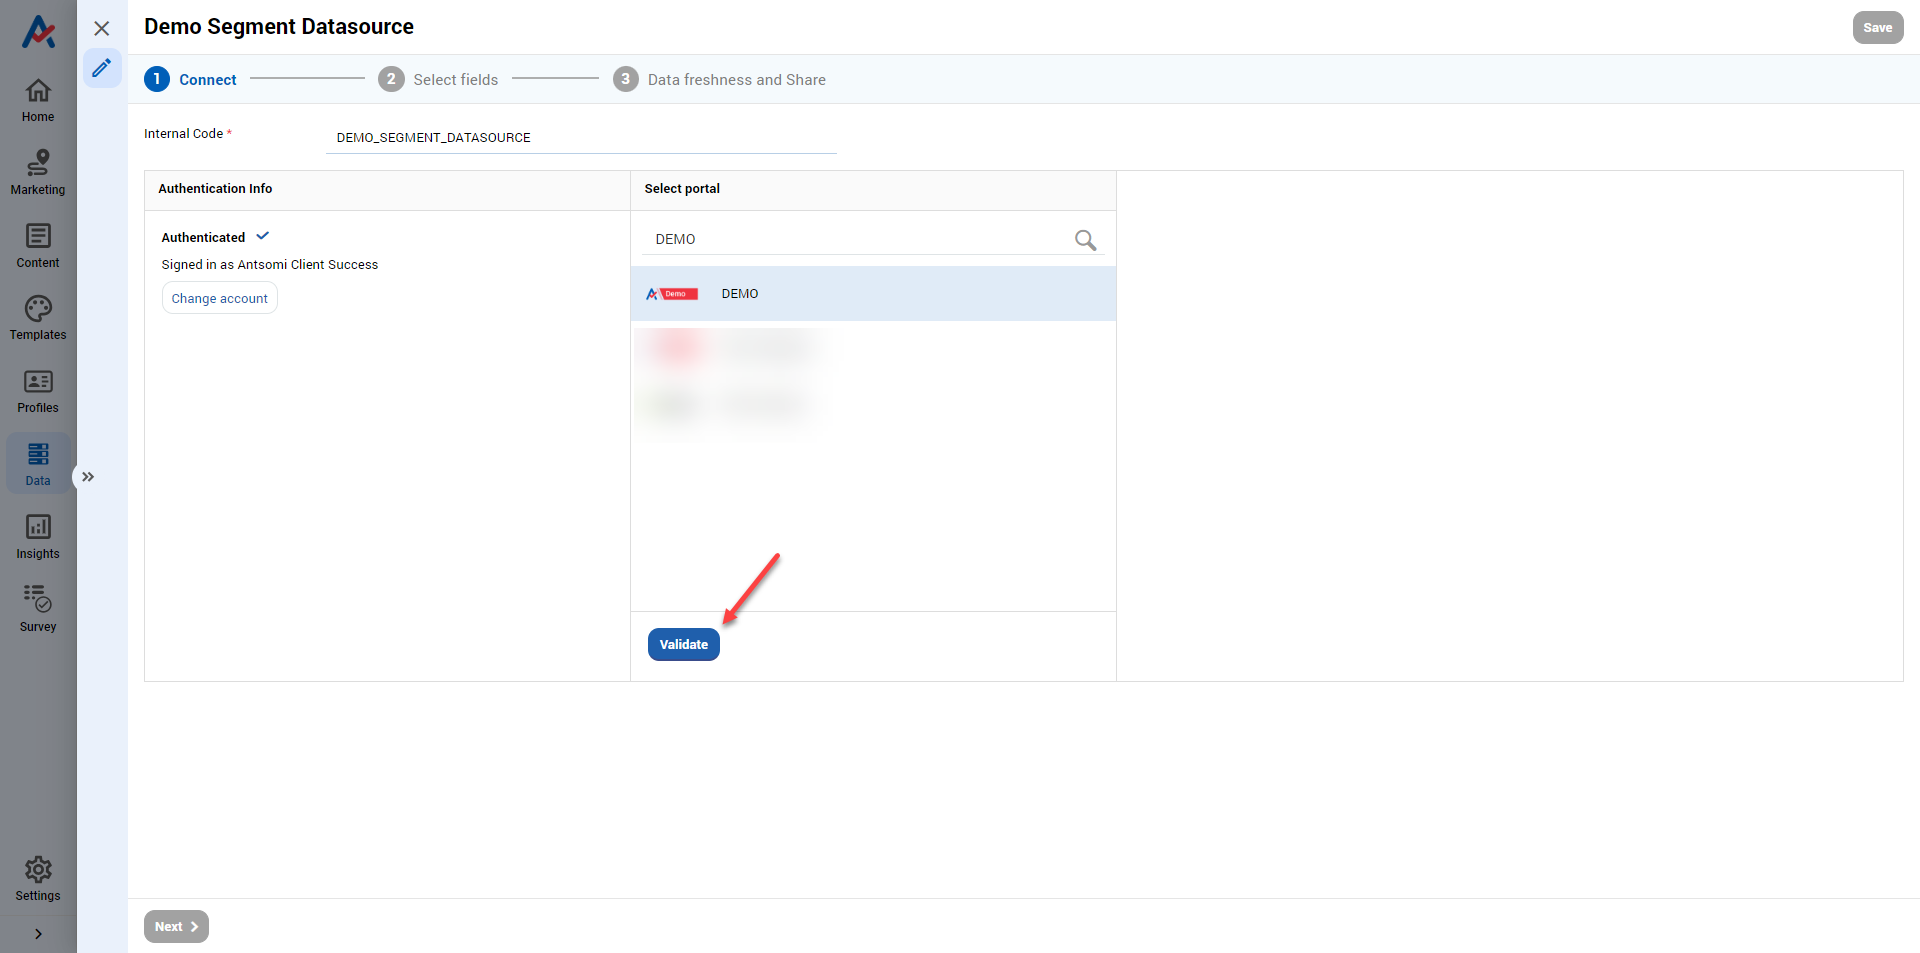 Demo Segment Datasource
Save
1 Connect
2 Select fields
3 Data freshness and Share
Home
Marketing
Content
Templates
Profiles
Data
Insights
Survey
Settings
Internal Code *
DEMO_SEGMENT_DATASOURCE
Authentication Info
Authenticated
Signed in as Antsomi Client Success
Change account
Select portal
DEMO
Demo DEMO
Validate
Next